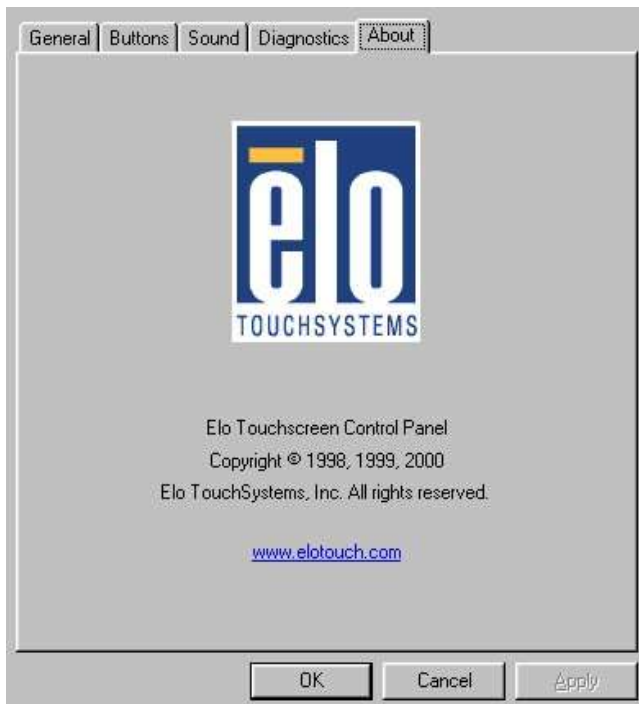 General Buttons Sound Diagnostics About
elo
TOUCHSYSTEMS
Elo Touchscreen Control Panel
Copyright © 1998, 1999, 2000
Elo TouchSystems, Inc. All rights reserved.
www.elotouch.com
OK Cancel Apply